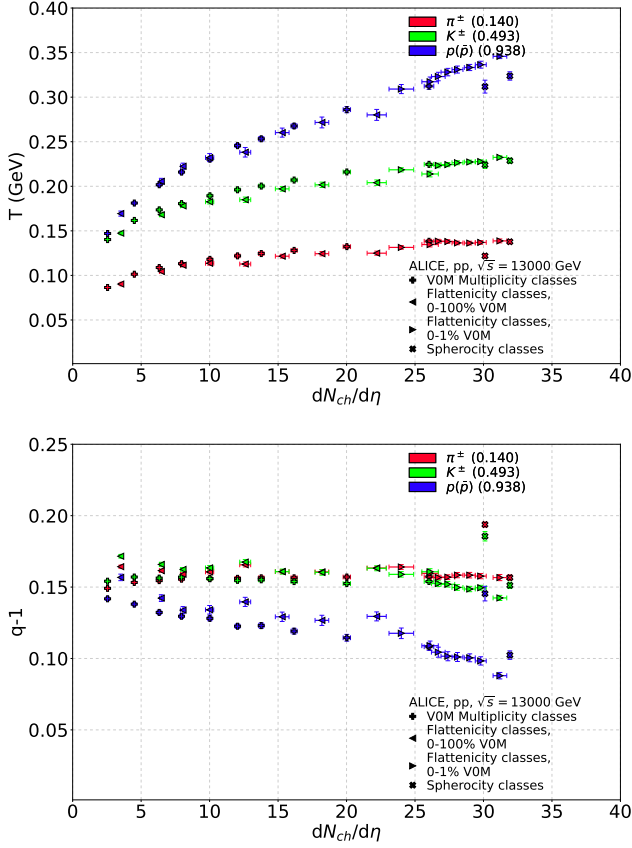 0.40
0.35
0.30
0.25
0.20
0.15
0.10
0.05
T (GeV)
π± (0.140)
K± (0.493)
p(p̄) (0.938)
ALICE, pp, √s = 13000 GeV
V0M Multiplicity classes
Flattenicity classes,
0-100% V0M
Flattenicity classes,
0-1% V0M
Spherocity classes
0 5 10 15 20 25 30 35 40
dN_ch/dη
0.25
0.20
0.15
0.10
0.05
q-1
π± (0.140)
K± (0.493)
p(p̄) (0.938)
ALICE, pp, √s = 13000 GeV
V0M Multiplicity classes
Flattenicity classes,
0-100% V0M
Flattenicity classes,
0-1% V0M
Spherocity classes
0 5 10 15 20 25 30 35 40
dN_ch/dη